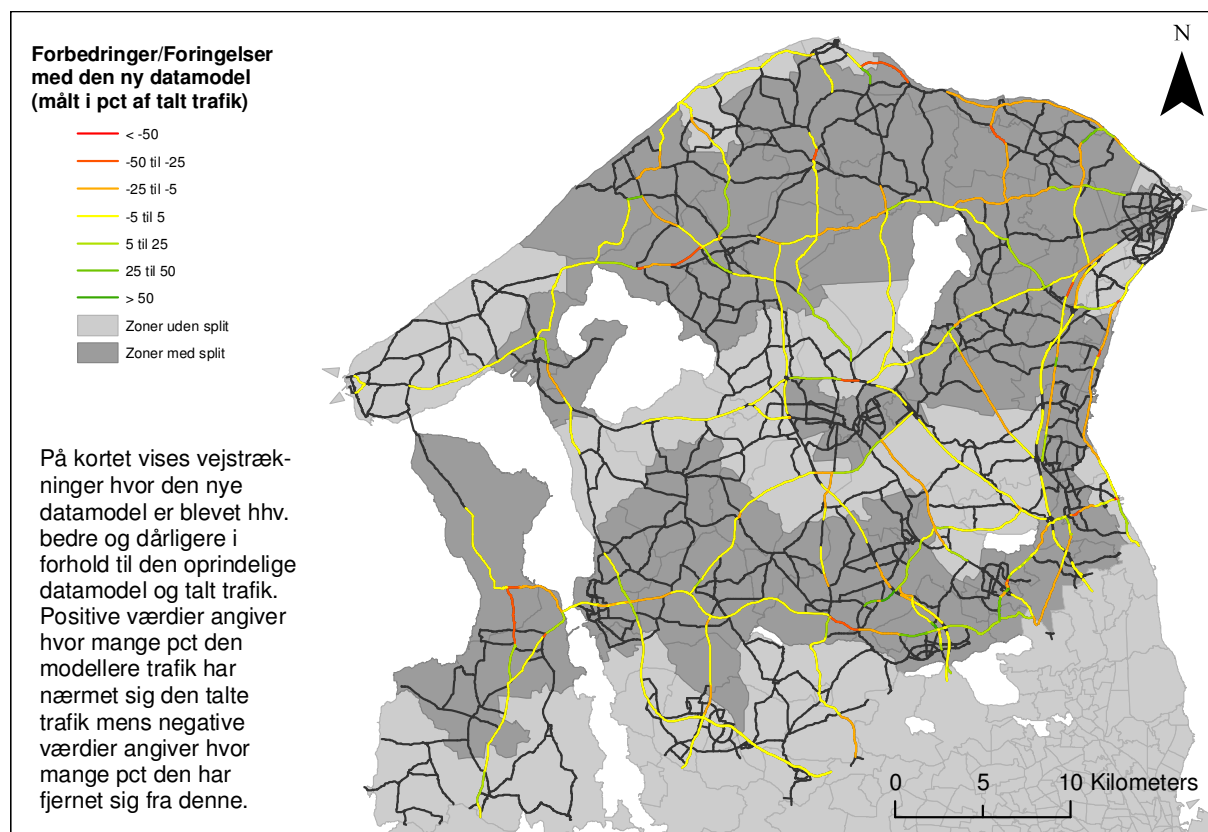 Forbedringer/Foringelser
med den ny datamodel
(målt i pct af talt trafik)
< -50
-50 til -25
-25 til -5
-5 til 5
5 til 25
25 til 50
> 50
Zoner uden split
Zoner med split
På kortet vises vejstræk-
ninger hvor den nye
datamodel er blevet hhv.
bedre og dårligere i
forhold til den oprindelige
datamodel og talt trafik.
Positive værdier angiver
hvor mange pct den
modellere trafik har
nærmet sig den talte
trafik mens negative
værdier angiver hvor
mange pct den har
fjernet sig fra denne.
N
0 5 10 Kilometers